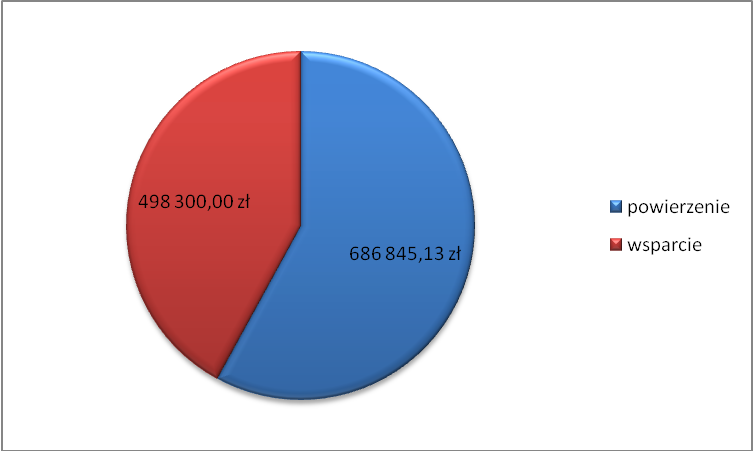 498 300,00 zł
686 845,13 zł
powierzenie
wsparcie